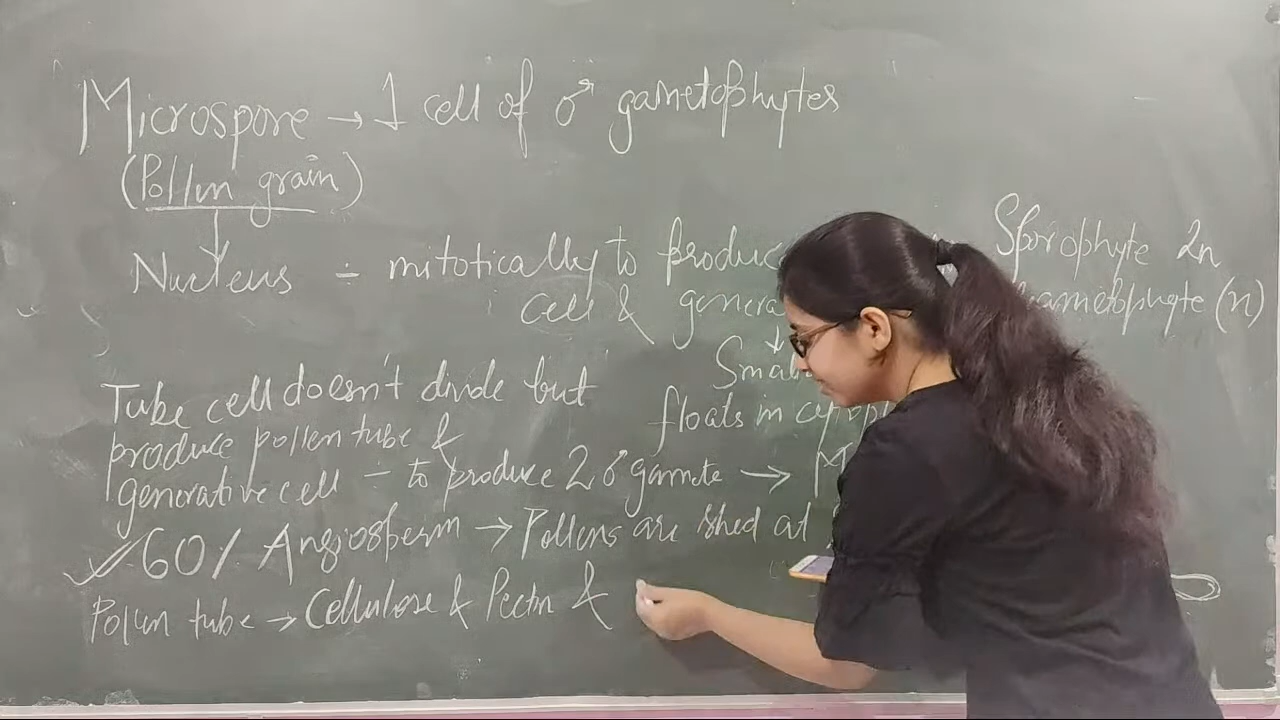 Microspore → 1 cell of ♂ gametophytes
(Pollen grain)
↓
Nucleus ÷ mitotically to produc
cell & genera
Sporophyte 2n
gametophyte (n)
↓
Smal
floats in cytopl
Tube cell doesn't divide but
produce pollen tube &
generative cell ÷ to produce 2 ♂ gamete → M
✓ 60% Angiosperm → Pollens are shed at
Pollen tube → Cellulose & Pectin &